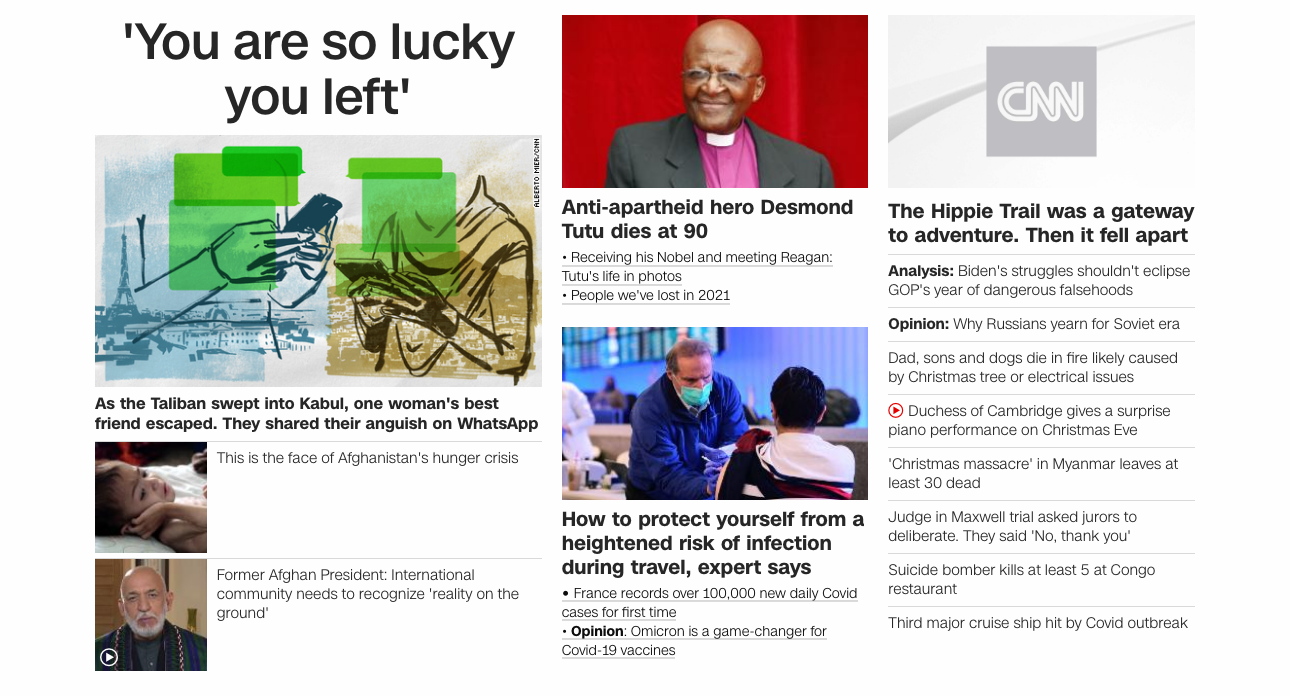 'You are so lucky
you left'
ALBERTO MIER/CNN
As the Taliban swept into Kabul, one woman's best
friend escaped. They shared their anguish on WhatsApp
This is the face of Afghanistan's hunger crisis
Former Afghan President: International
community needs to recognize 'reality on the
ground'
Anti-apartheid hero Desmond
Tutu dies at 90
• Receiving his Nobel and meeting Reagan:
Tutu's life in photos
• People we've lost in 2021
How to protect yourself from a
heightened risk of infection
during travel, expert says
• France records over 100,000 new daily Covid
cases for first time
• Opinion: Omicron is a game-changer for
Covid-19 vaccines
CNN
The Hippie Trail was a gateway
to adventure. Then it fell apart
Analysis: Biden's struggles shouldn't eclipse
GOP's year of dangerous falsehoods
Opinion: Why Russians yearn for Soviet era
Dad, sons and dogs die in fire likely caused
by Christmas tree or electrical issues
Duchess of Cambridge gives a surprise
piano performance on Christmas Eve
'Christmas massacre' in Myanmar leaves at
least 30 dead
Judge in Maxwell trial asked jurors to
deliberate. They said 'No, thank you'
Suicide bomber kills at least 5 at Congo
restaurant
Third major cruise ship hit by Covid outbreak